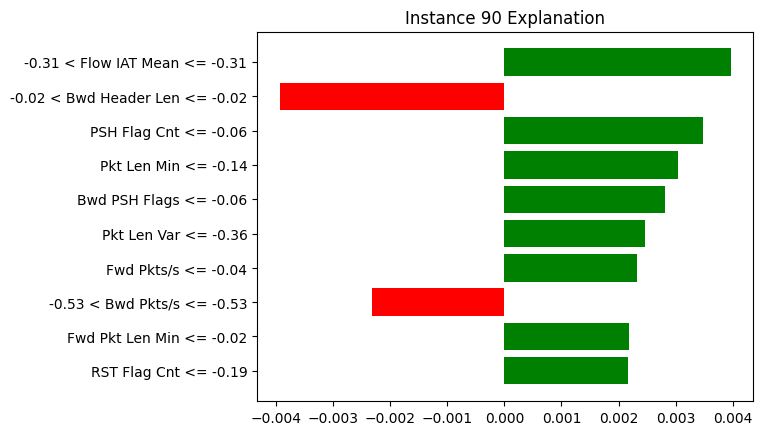 Instance 90 Explanation
-0.31 < Flow IAT Mean <= -0.31
-0.02 < Bwd Header Len <= -0.02
PSH Flag Cnt <= -0.06
Pkt Len Min <= -0.14
Bwd PSH Flags <= -0.06
Pkt Len Var <= -0.36
Fwd Pkts/s <= -0.04
-0.53 < Bwd Pkts/s <= -0.53
Fwd Pkt Len Min <= -0.02
RST Flag Cnt <= -0.19
−0.004 −0.003 −0.002 −0.001 0.000 0.001 0.002 0.003 0.004